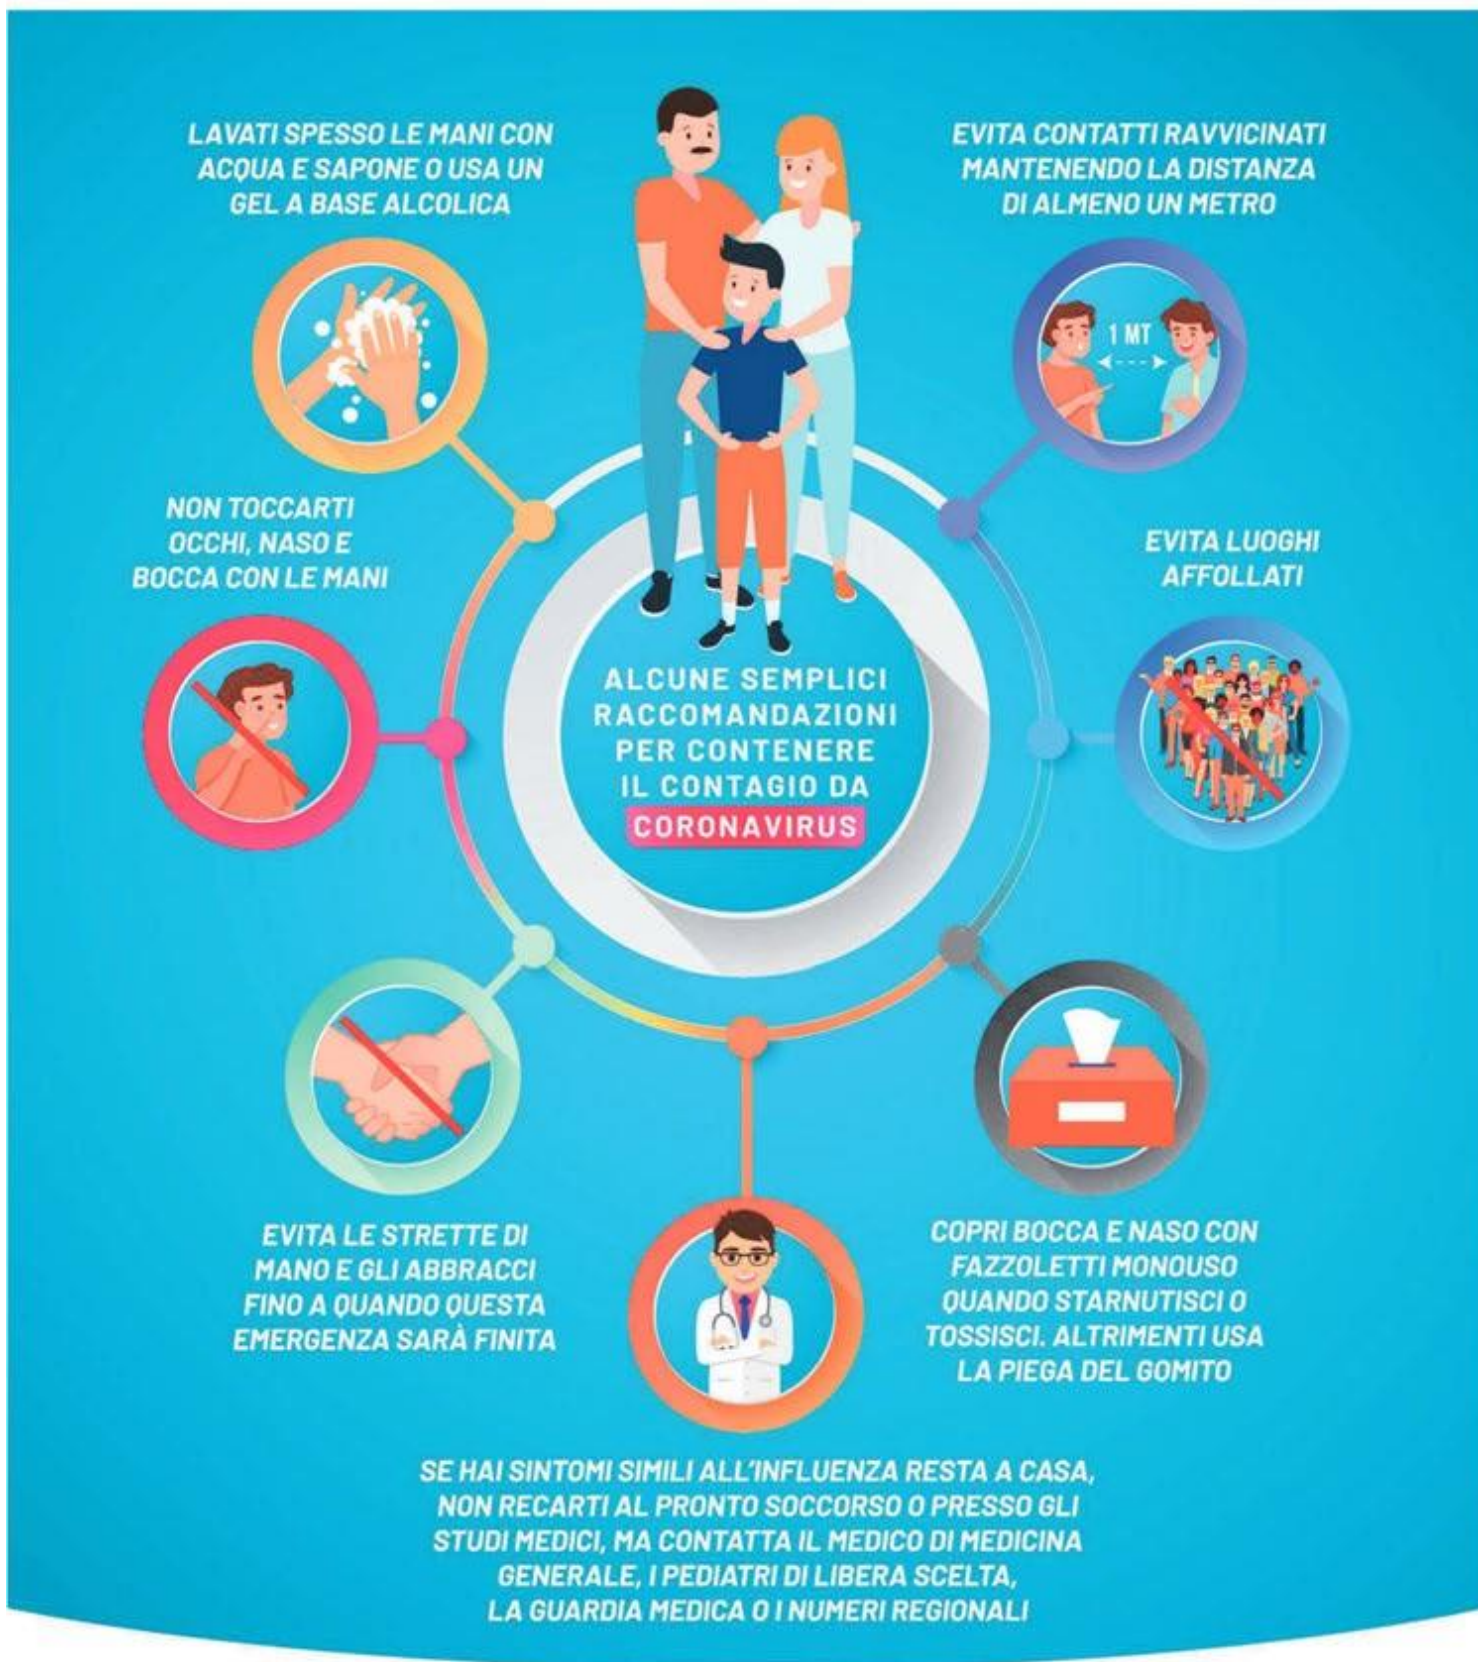 LAVATI SPESSO LE MANI CON
ACQUA E SAPONE O USA UN
GEL A BASE ALCOLICA
EVITA CONTATTI RAVVICINATI
MANTENENDO LA DISTANZA
DI ALMENO UN METRO
1 MT
NON TOCCARTI
OCCHI, NASO E
BOCCA CON LE MANI
EVITA LUOGHI
AFFOLLATI
ALCUNE SEMPLICI
RACCOMANDAZIONI
PER CONTENERE
IL CONTAGIO DA
CORONAVIRUS
EVITA LE STRETTE DI
MANO E GLI ABBRACCI
FINO A QUANDO QUESTA
EMERGENZA SARÀ FINITA
COPRI BOCCA E NASO CON
FAZZOLETTI MONOUSO
QUANDO STARNUTISCI O
TOSSISCI. ALTRIMENTI USA
LA PIEGA DEL GOMITO
SE HAI SINTOMI SIMILI ALL'INFLUENZA RESTA A CASA,
NON RECARTI AL PRONTO SOCCORSO O PRESSO GLI
STUDI MEDICI, MA CONTATTA IL MEDICO DI MEDICINA
GENERALE, I PEDIATRI DI LIBERA SCELTA,
LA GUARDIA MEDICA O I NUMERI REGIONALI